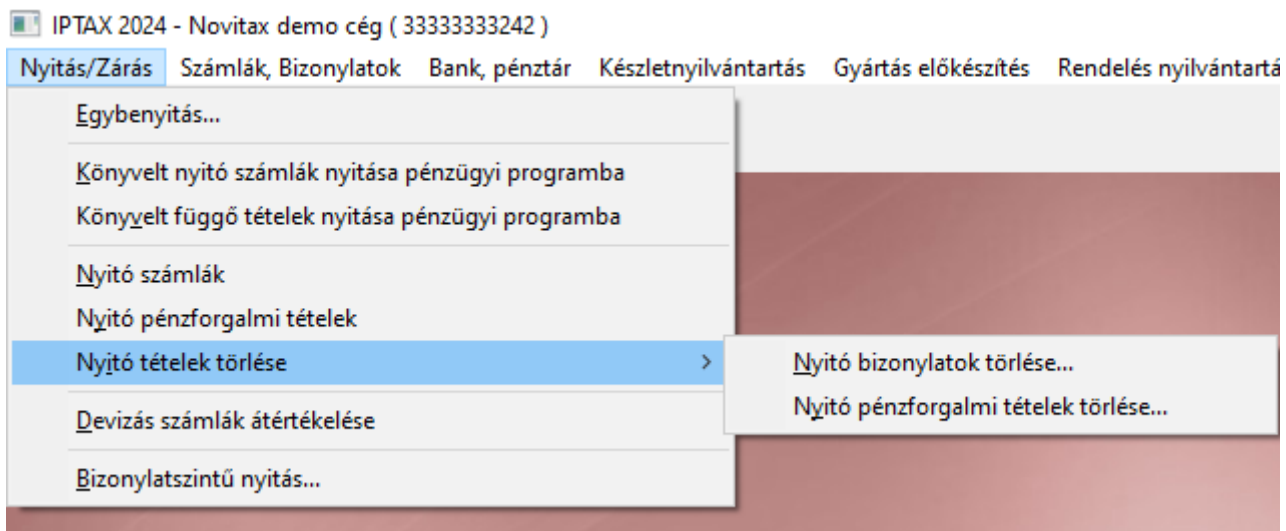 IPTAX 2024 - Novitax demo cég ( 33333333242 )
Nyitás/Zárás Számlák, Bizonylatok Bank, pénztár Készletnyilvántartás Gyártás előkészítés Rendelés nyilvántartá
Egybenyitás...
Könyvelt nyitó számlák nyitása pénzügyi programba
Könyvelt függő tételek nyitása pénzügyi programba
Nyitó számlák
Nyitó pénzforgalmi tételek
Nyitó tételek törlése >
Nyitó bizonylatok törlése...
Nyitó pénzforgalmi tételek törlése...
Devizás számlák átértékelése
Bizonylatszintű nyitás...